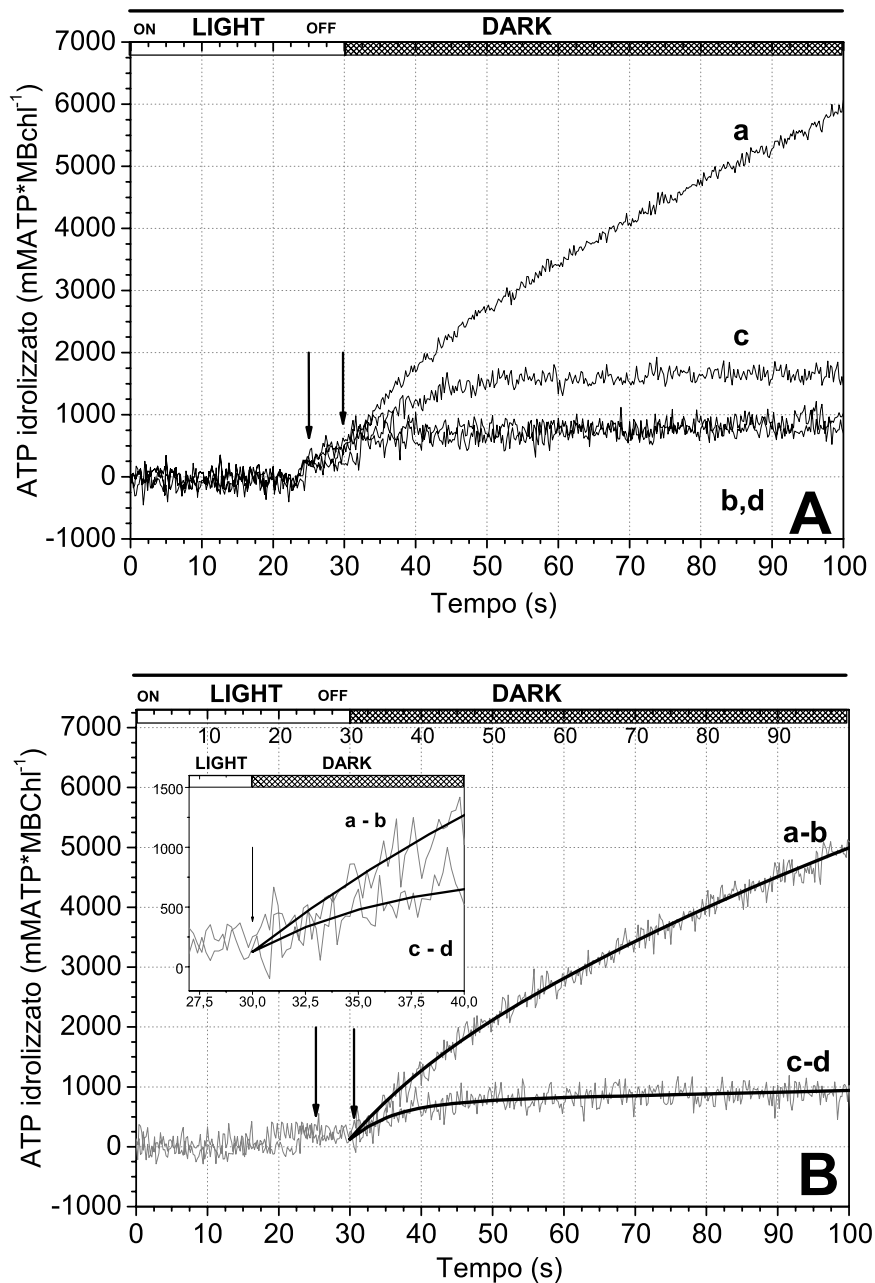 ON LIGHT OFF DARK
7000
6000
5000
4000
3000
2000
1000
0
-1000
ATP idrolizzato (mMATP*MBchl⁻¹)
a
c
b,d
A
0 10 20 30 40 50 60 70 80 90 100
Tempo (s)
ON LIGHT OFF DARK
10 20 30 40 50 60 70 80 90
7000
6000
5000
4000
3000
2000
1000
0
-1000
ATP idrolizzato (mMATP*MBChl⁻¹)
LIGHT DARK
1500
1000
500
0
a - b
c - d
27,5 30,0 32,5 35,0 37,5 40,0
a-b
c-d
B
0 10 20 30 40 50 60 70 80 90 100
Tempo (s)